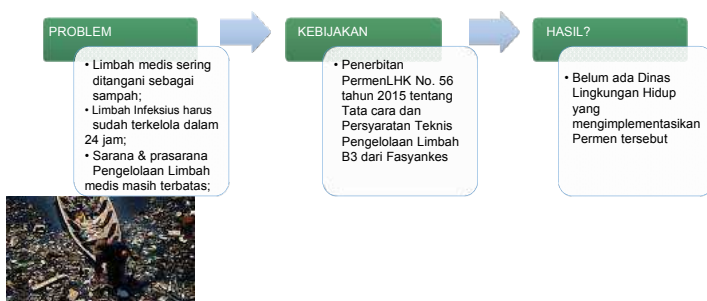 PROBLEM
• Limbah medis sering
ditangani sebagai
sampah;
• Limbah Infeksius harus
sudah terkelola dalam
24 jam;
• Sarana & prasarana
Pengelolaan Limbah
medis masih terbatas;
KEBIJAKAN
• Penerbitan
PermenLHK No. 56
tahun 2015 tentang
Tata cara dan
Persyaratan Teknis
Pengelolaan Limbah
B3 dari Fasyankes
HASIL?
• Belum ada Dinas
Lingkungan Hidup
yang
mengimplementasikan
Permen tersebut